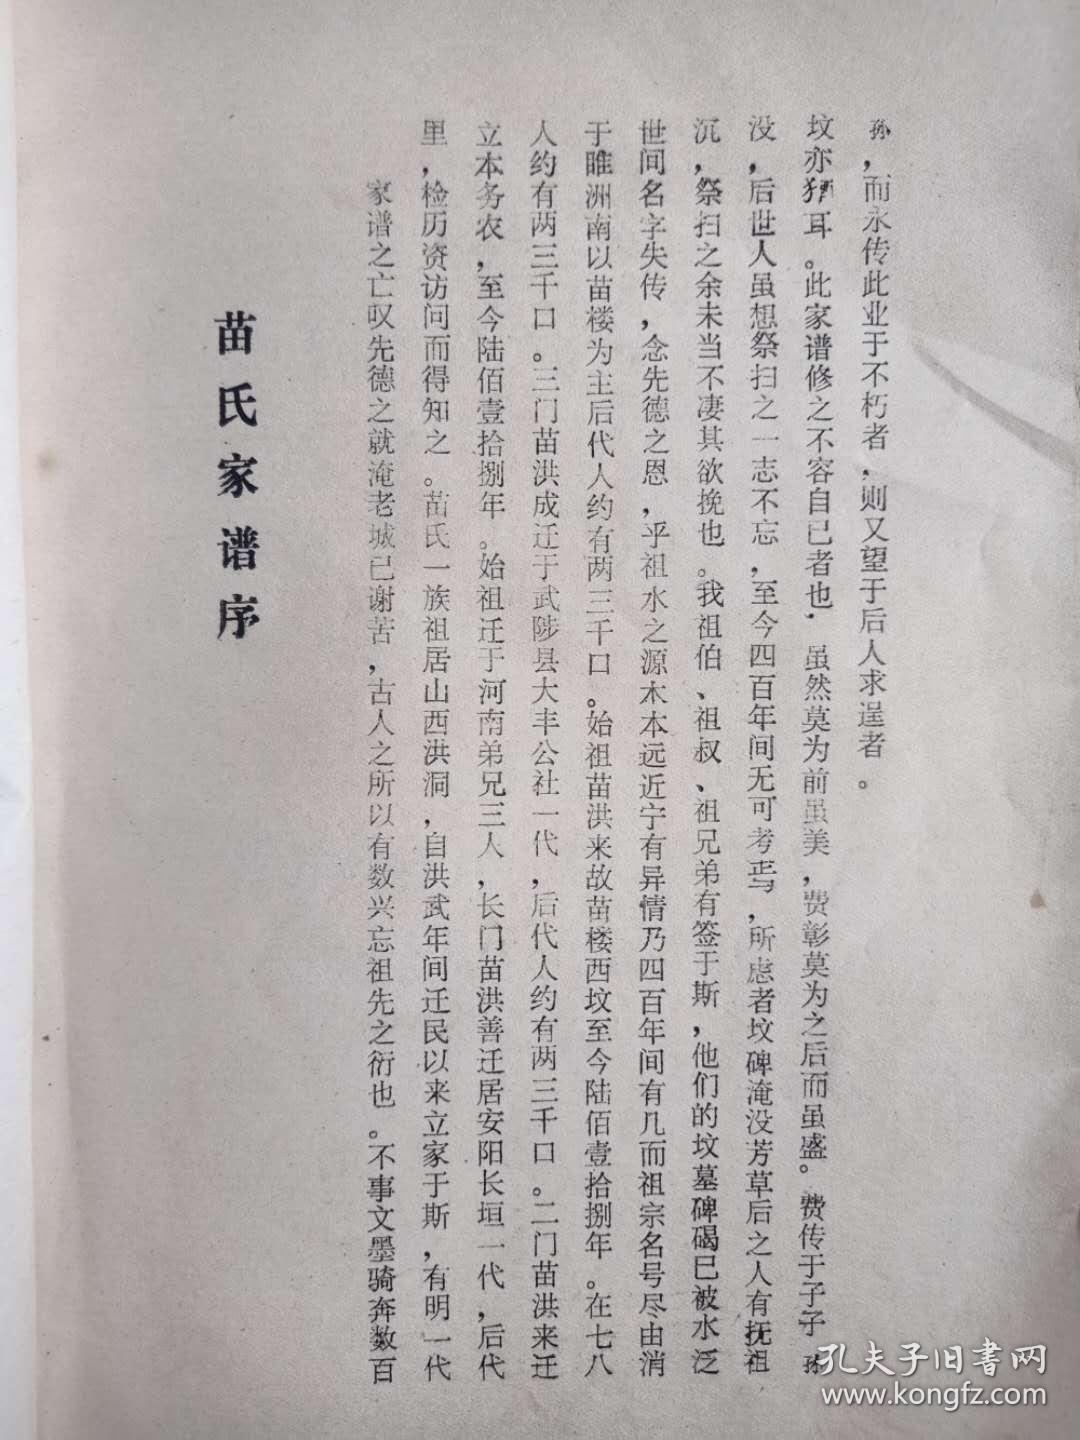 苗氏家谱序
家谱之亡叹先德之就淹老城已谢苦，古人之所以有数兴忘祖先之衍也。不事文墨骑奔数百
里，检历资访问而得知之。苗氏一族祖居山西洪洞，自洪武年间迁民以来立家于斯，有明一代
立本务农，至今陆佰壹拾捌年。始祖迁于河南弟兄三人，长门苗洪善迁居安阳长垣一代，后代
人约有两三千口。三门苗洪成迁于武陟县大丰公社一代，后代人约有两三千口。二门苗洪来迁
于睢洲南以苗楼为主后代人约有两三千口。始祖苗洪来故苗楼西坟至今陆佰壹拾捌年。在七八
世间名字失传，念先德之恩，乎祖水之源木本远近宁有异情乃四百年间有几而祖宗名号尽由消
沉，祭扫之余未当不凄其欲挽也。我祖伯、祖叔、祖兄弟有签于斯，他们的坟墓碑碣已被水泛
没，后世人虽想祭扫之一志不忘，至今四百年间无可考焉，所虑者坟碑淹没芳草后之人有抚祖
坟亦耳。此家谱修之不容自已者也．虽然莫为前虽美，费彰莫为之后而虽盛。费传于子子孙
孙，而永传此业于不朽者，则又望于后人求逞者。
孔夫子旧書网
www.kongfz.com